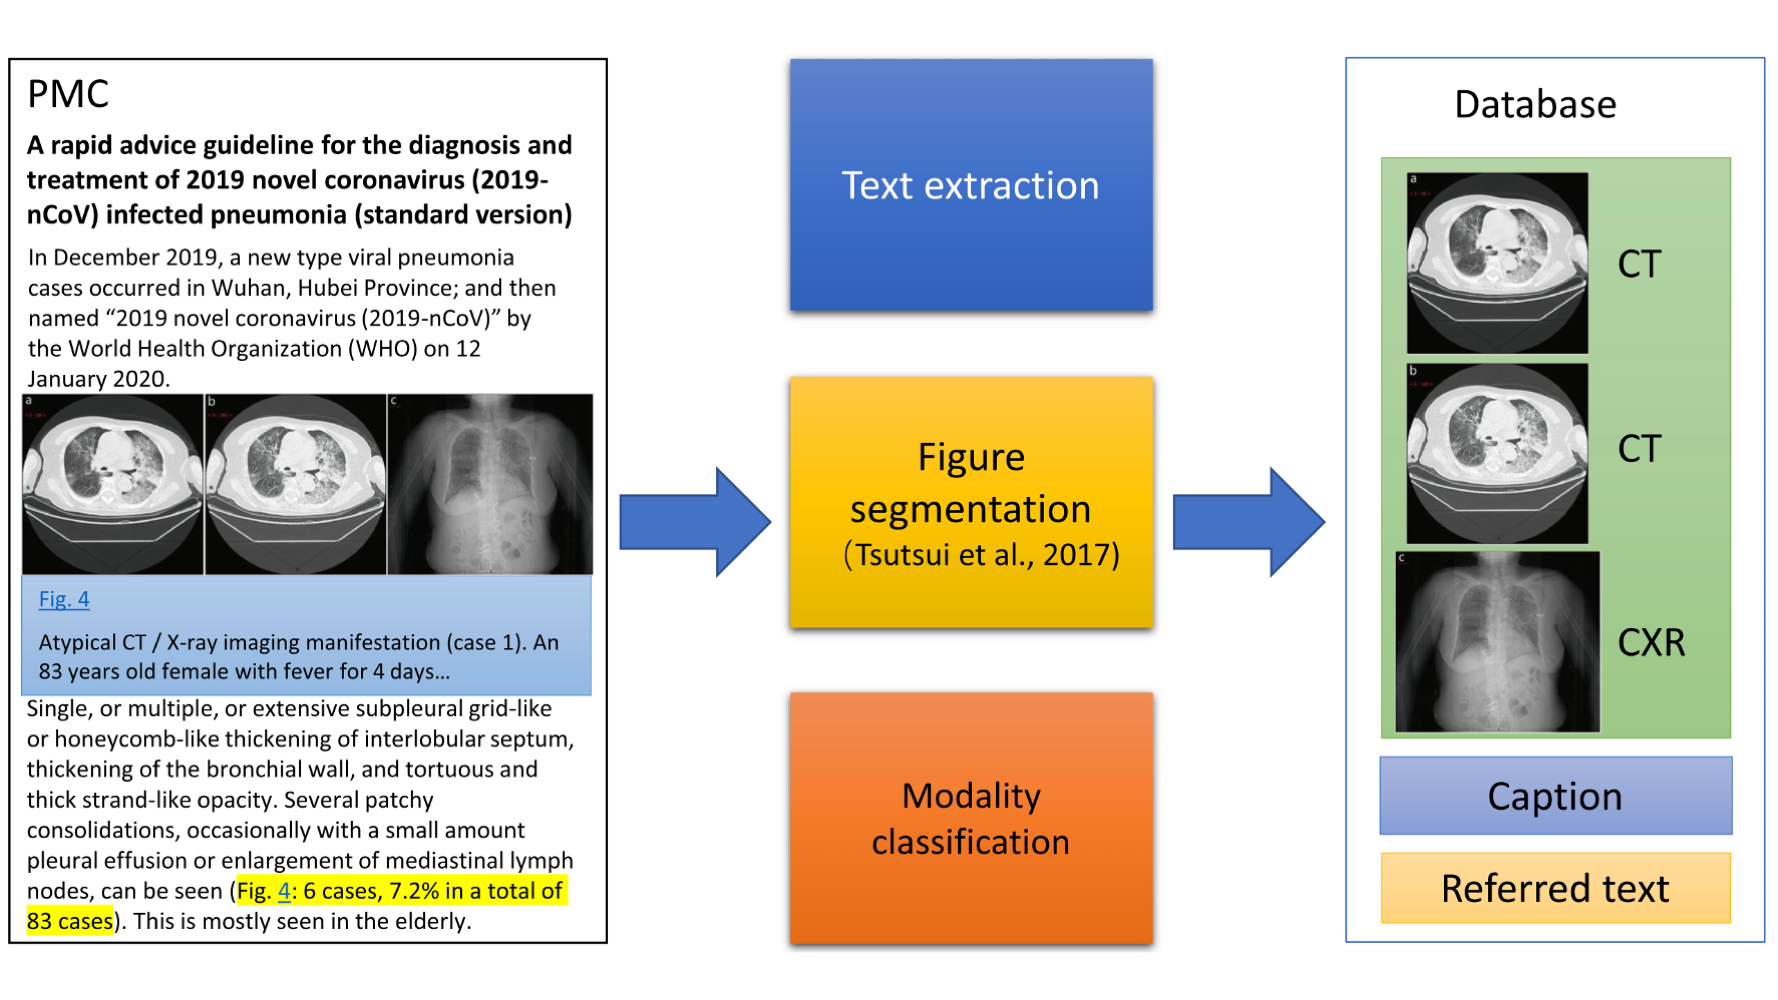 PMC
A rapid advice guideline for the diagnosis and
treatment of 2019 novel coronavirus (2019-
nCoV) infected pneumonia (standard version)
In December 2019, a new type viral pneumonia
cases occurred in Wuhan, Hubei Province; and then
named “2019 novel coronavirus (2019-nCoV)” by
the World Health Organization (WHO) on 12
January 2020.
a
b
c
Fig. 4
Atypical CT / X-ray imaging manifestation (case 1). An
83 years old female with fever for 4 days...
Single, or multiple, or extensive subpleural grid-like
or honeycomb-like thickening of interlobular septum,
thickening of the bronchial wall, and tortuous and
thick strand-like opacity. Several patchy
consolidations, occasionally with a small amount
pleural effusion or enlargement of mediastinal lymph
nodes, can be seen (Fig. 4: 6 cases, 7.2% in a total of
83 cases). This is mostly seen in the elderly.
Text extraction
Figure
segmentation
(Tsutsui et al., 2017)
Modality
classification
Database
a
CT
b
CT
c
CXR
Caption
Referred text